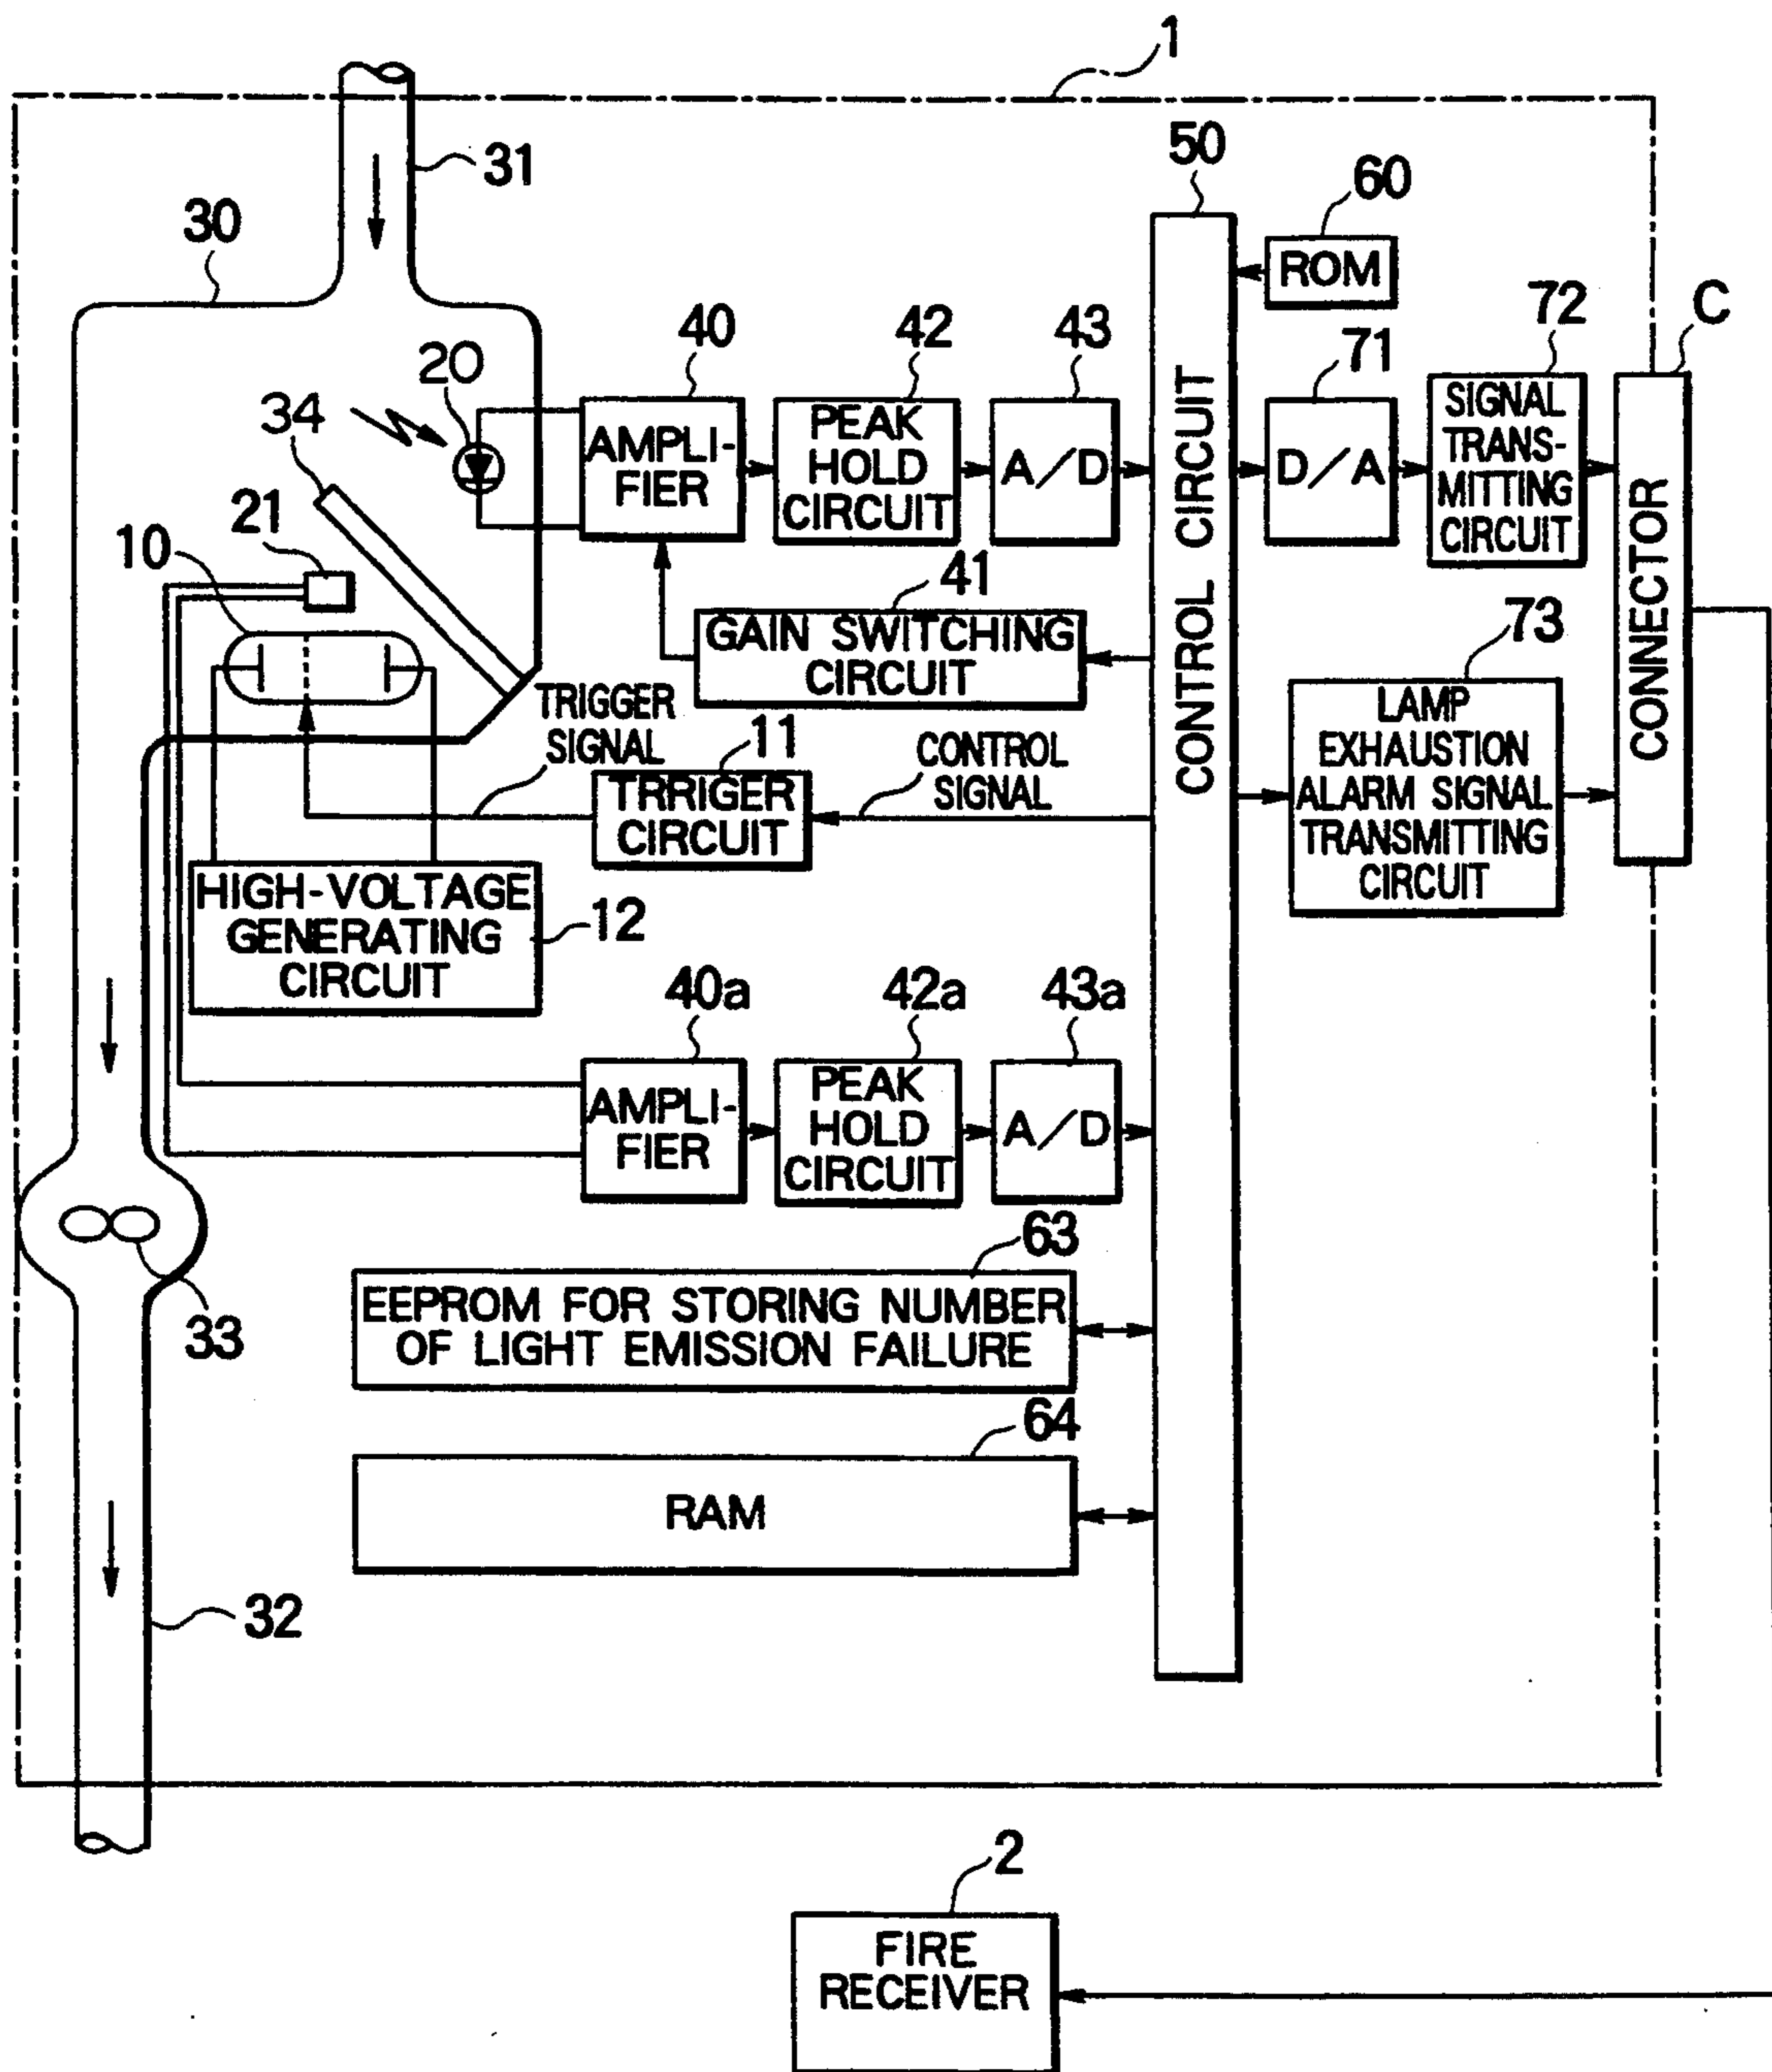 1
31
50
60
ROM
30
40
42
43
72
C
71
20
34
AMPLI-
FIER
PEAK
HOLD
CIRCUIT
A/D
CONTROL CIRCUIT
D/A
SIGNAL
TRANS-
MITTING
CIRCUIT
CONNECTOR
21
10
41
GAIN SWITCHING
CIRCUIT
73
LAMP
EXHAUSTION
ALARM SIGNAL
TRANSMITTING
CIRCUIT
TRIGGER
SIGNAL
11
TRRIGER
CIRCUIT
CONTROL
SIGNAL
HIGH-VOLTAGE
GENERATING
CIRCUIT
12
40a
42a
43a
AMPLI-
FIER
PEAK
HOLD
CIRCUIT
A/D
33
63
EEPROM FOR STORING NUMBER
OF LIGHT EMISSION FAILURE
64
RAM
32
2
FIRE
RECEIVER